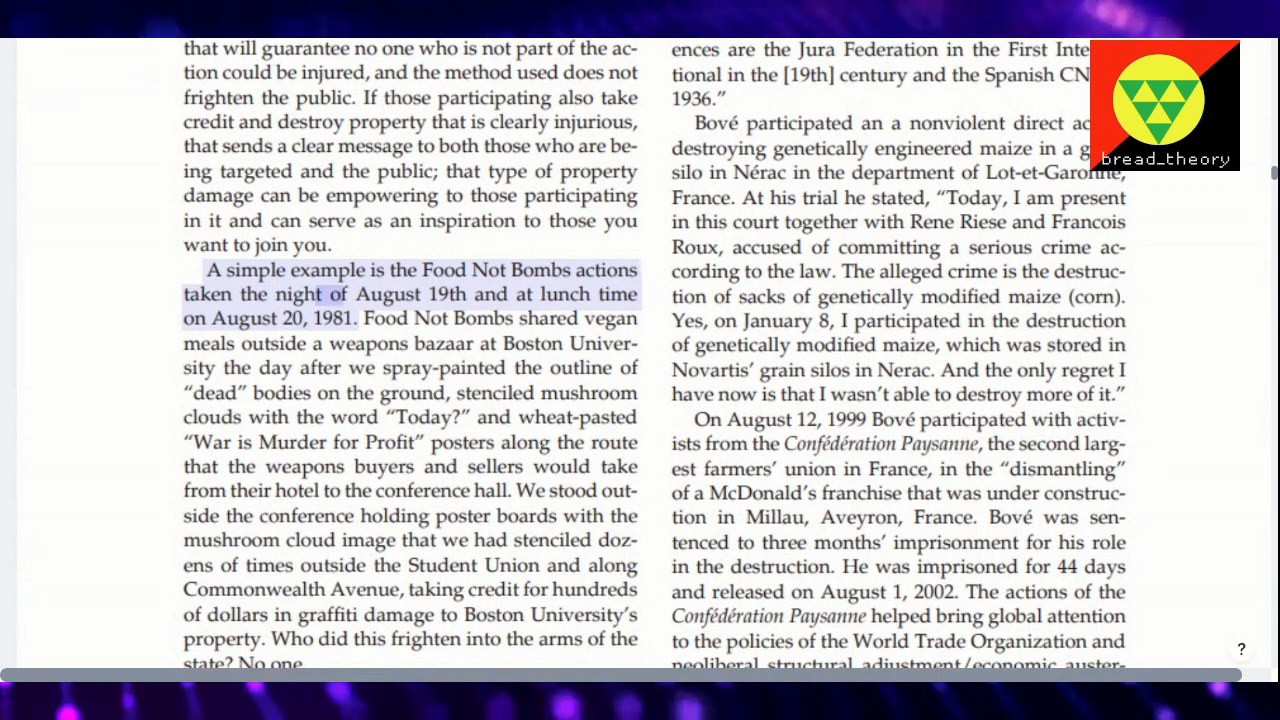 that will guarantee no one who is not part of the ac-
tion could be injured, and the method used does not
frighten the public. If those participating also take
credit and destroy property that is clearly injurious,
that sends a clear message to both those who are be-
ing targeted and the public; that type of property
damage can be empowering to those participating
in it and can serve as an inspiration to those you
want to join you.
A simple example is the Food Not Bombs actions
taken the night of August 19th and at lunch time
on August 20, 1981. Food Not Bombs shared vegan
meals outside a weapons bazaar at Boston Univer-
sity the day after we spray-painted the outline of
“dead” bodies on the ground, stenciled mushroom
clouds with the word “Today?” and wheat-pasted
“War is Murder for Profit” posters along the route
that the weapons buyers and sellers would take
from their hotel to the conference hall. We stood out-
side the conference holding poster boards with the
mushroom cloud image that we had stenciled doz-
ens of times outside the Student Union and along
Commonwealth Avenue, taking credit for hundreds
of dollars in graffiti damage to Boston University’s
property. Who did this frighten into the arms of the
state? No one
ences are the Jura Federation in the First Inte
tional in the [19th] century and the Spanish CN
1936.”
Bové participated an a nonviolent direct ac
destroying genetically engineered maize in a g
silo in Nérac in the department of Lot-et-Garonne,
France. At his trial he stated, “Today, I am present
in this court together with Rene Riese and Francois
Roux, accused of committing a serious crime ac-
cording to the law. The alleged crime is the destruc-
tion of sacks of genetically modified maize (corn).
Yes, on January 8, I participated in the destruction
of genetically modified maize, which was stored in
Novartis’ grain silos in Nerac. And the only regret I
have now is that I wasn’t able to destroy more of it.”
On August 12, 1999 Bové participated with activ-
ists from the Confédération Paysanne, the second larg-
est farmers’ union in France, in the “dismantling”
of a McDonald’s franchise that was under construc-
tion in Millau, Aveyron, France. Bové was sen-
tenced to three months’ imprisonment for his role
in the destruction. He was imprisoned for 44 days
and released on August 1, 2002. The actions of the
Confédération Paysanne helped bring global attention
to the policies of the World Trade Organization and
neoliberal structural adjustment/economic auster-
bread_theory
?